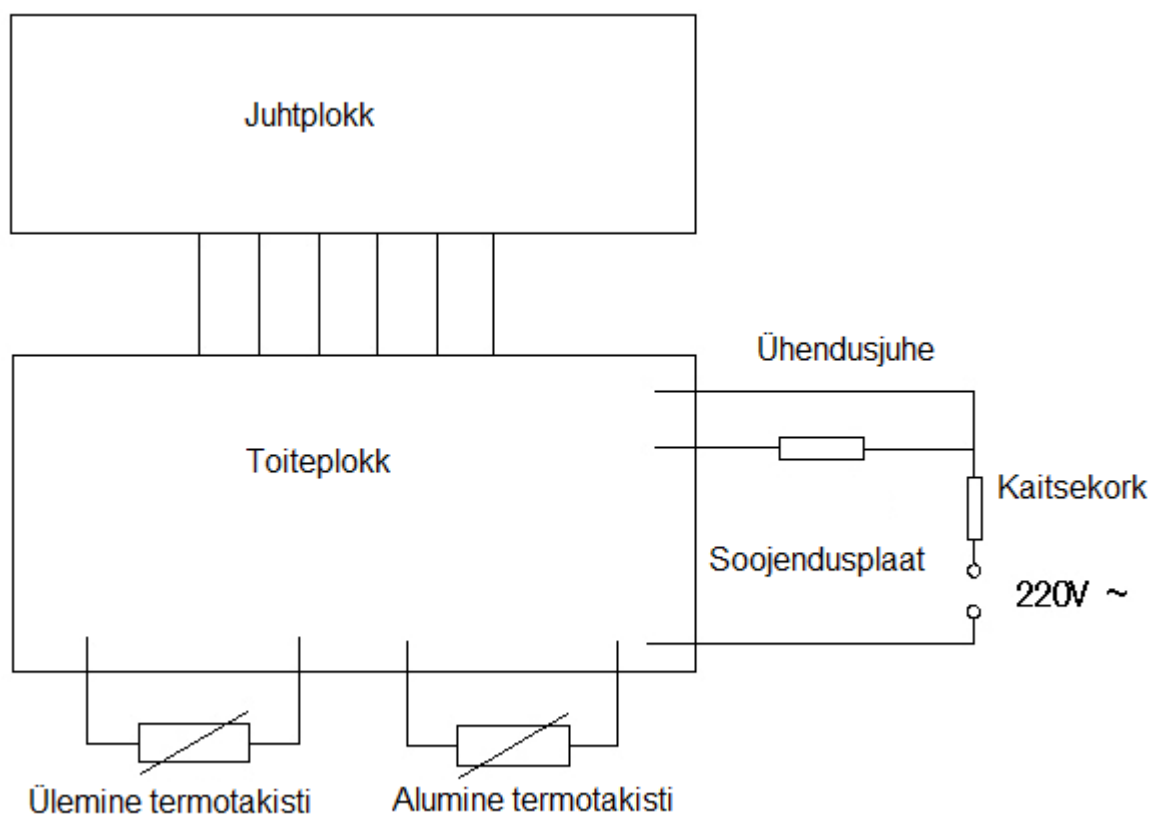 Juhtplokk
Ühendusjuhe
Toiteplokk
Kaitsekork
Soojendusplaat
220V ~
Ülemine termotakisti
Alumine termotakisti